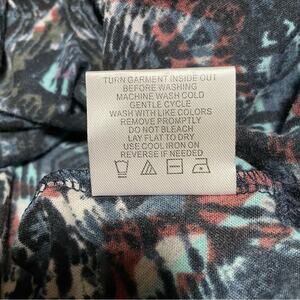 TURN GARMENT INSIDE OUT
BEFORE WASHING
MACHINE WASH COLD
GENTLE CYCLE
WASH WITH LIKE COLORS
REMOVE PROMPTLY
DO NOT BLEACH
LAY FLAT TO DRY
USE COOL IRON ON
REVERSE IF NEEDED